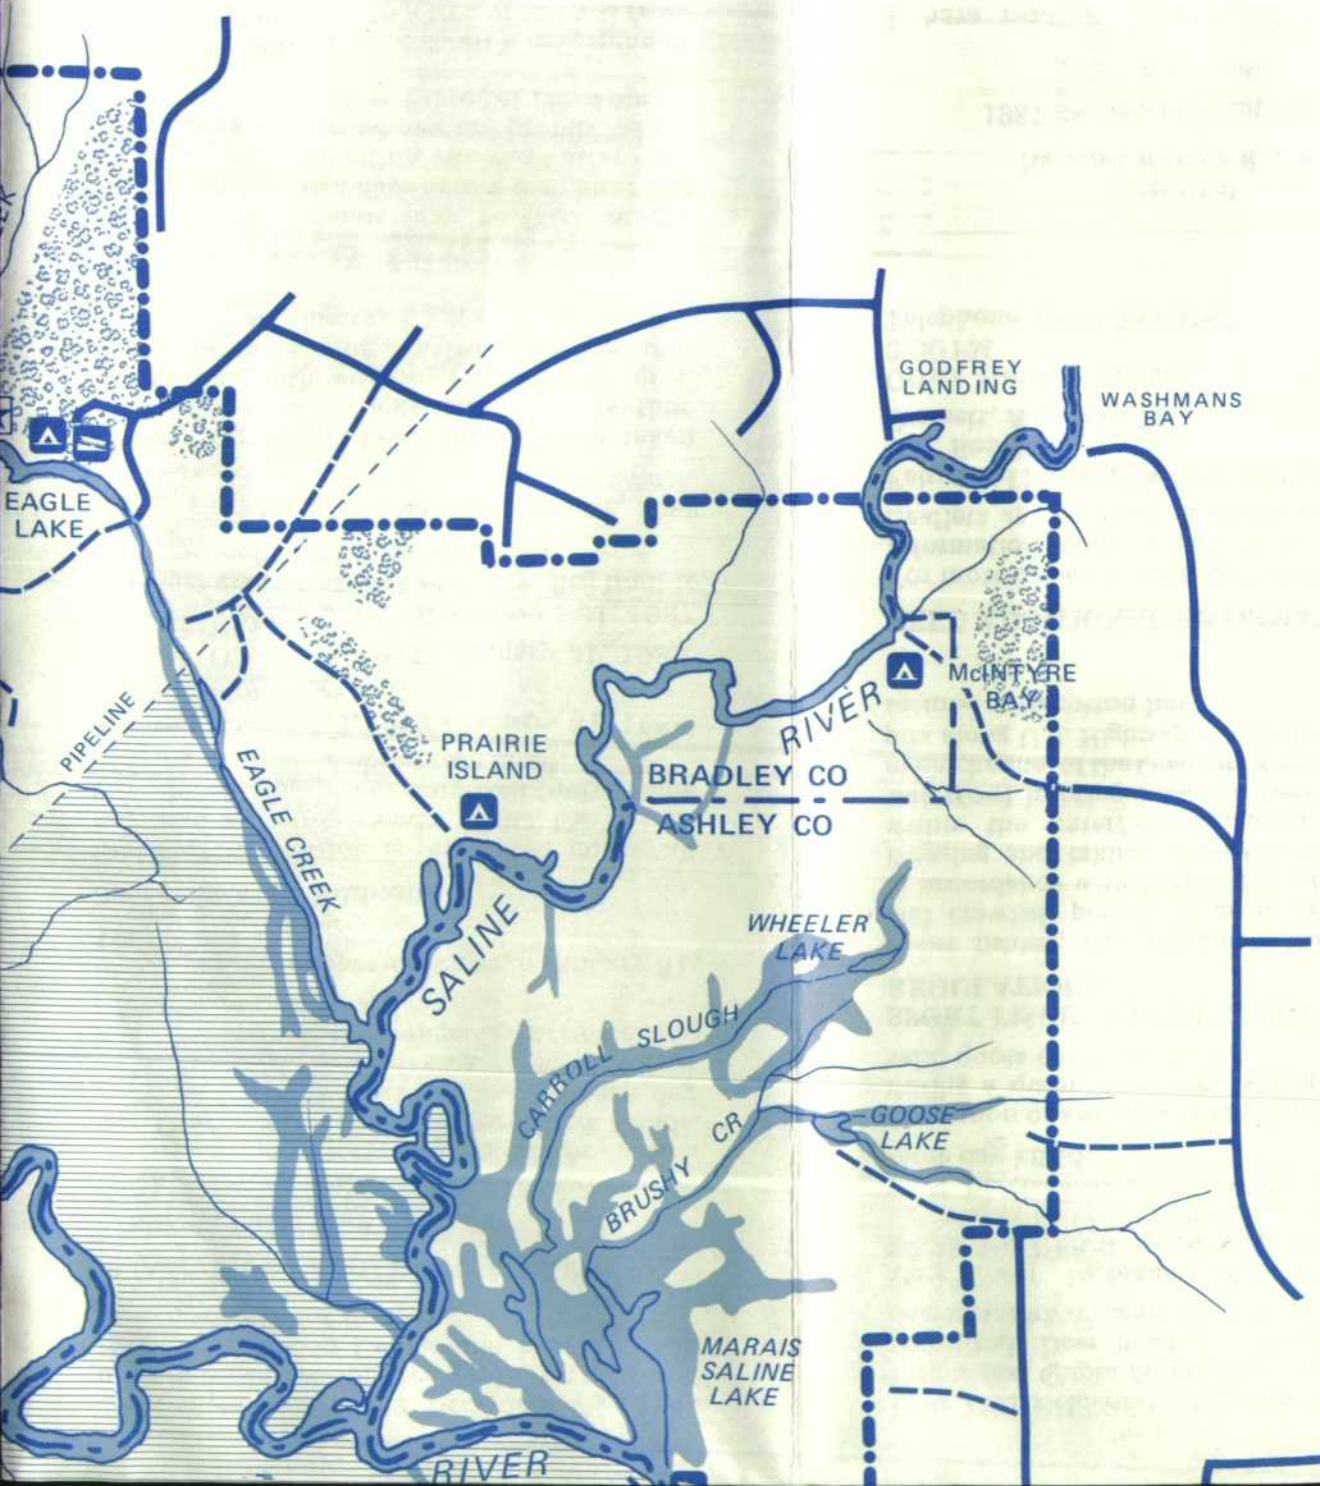 GODFREY
LANDING
WASHMANS
BAY
EAGLE
LAKE
McINTYRE
BAY
RIVER
PIPELINE
PRAIRIE
ISLAND
BRADLEY CO
ASHLEY CO
EAGLE CREEK
SALINE
WHEELER
LAKE
CARROLL SLOUGH
GOOSE
LAKE
BRUSHY CR
MARAIS
SALINE
LAKE
RIVER